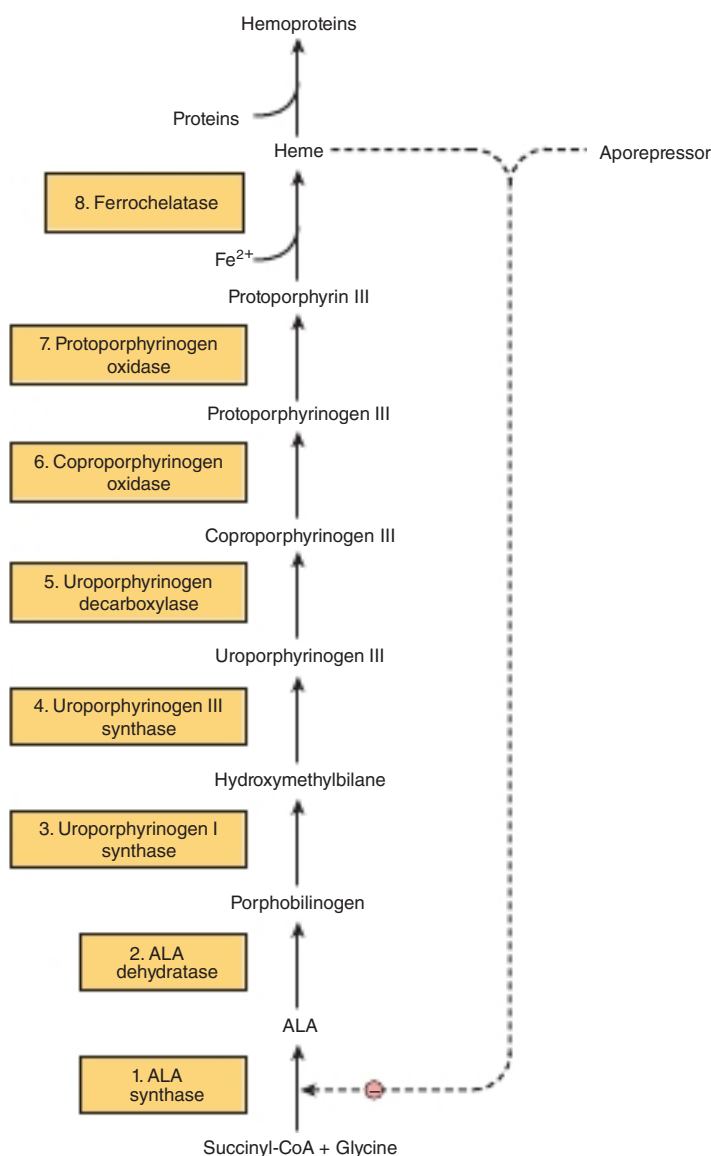 Hemoproteins
Proteins
Heme
Aporepressor
8. Ferrochelatase
Fe²⁺
Protoporphyrin III
7. Protoporphyrinogen
oxidase
Protoporphyrinogen III
6. Coproporphyrinogen
oxidase
Coproporphyrinogen III
5. Uroporphyrinogen
decarboxylase
Uroporphyrinogen III
4. Uroporphyrinogen III
synthase
Hydroxymethylbilane
3. Uroporphyrinogen I
synthase
Porphobilinogen
2. ALA
dehydratase
ALA
1. ALA
synthase
−
Succinyl-CoA + Glycine